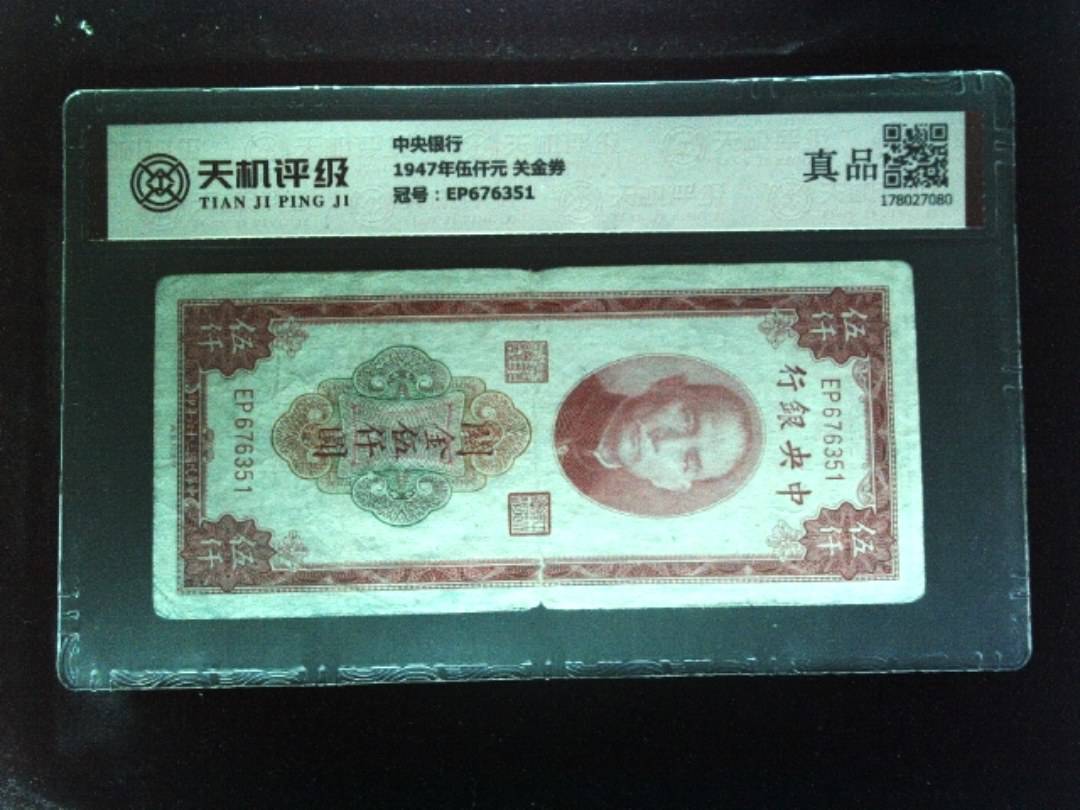 天机评级
TIAN JI PING JI
中央银行
1947年伍仟元 关金券
冠号：EP676351
真品
178027080
伍仟
伍仟
中央銀行
EP676351
關金伍仟圓
EP676351
伍仟
伍仟